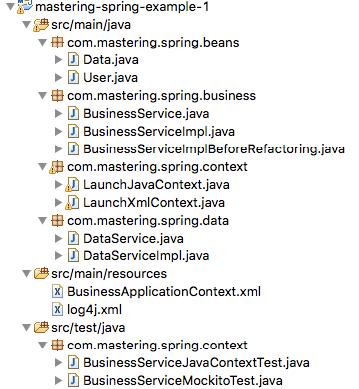 mastering-spring-example-1
src/main/java
com.mastering.spring.beans
Data.java
User.java
com.mastering.spring.business
BusinessService.java
BusinessServiceImpl.java
BusinessServiceImplBeforeRefactoring.java
com.mastering.spring.context
LaunchJavaContext.java
LaunchXmlContext.java
com.mastering.spring.data
DataService.java
DataServiceImpl.java
src/main/resources
BusinessApplicationContext.xml
log4j.xml
src/test/java
com.mastering.spring.context
BusinessServiceJavaContextTest.java
BusinessServiceMockitoTest.java